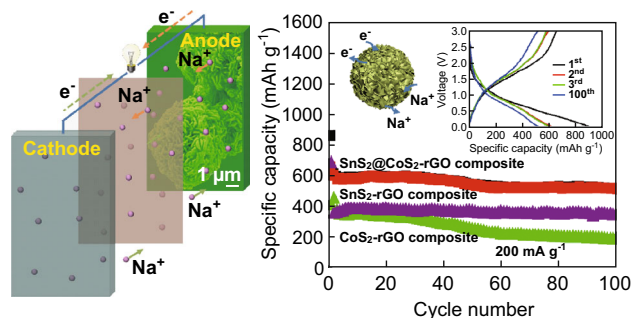 e⁻
Anode
Na⁺
e⁻
Na⁺
Cathode
1 μm
Na⁺
Na⁺
Specific capacity (mAh g⁻¹)
1600
1400
1200
1000
800
600
400
200
0
e⁻
e⁻
Na⁺
Na⁺
Voltage (V)
3.0
2.5
2.0
1.5
1.0
0.5
0.0
1ˢᵗ
2ⁿᵈ
3ʳᵈ
100ᵗʰ
0 200 400 600 800 1000
Specific capacity (mAh g⁻¹)
SnS₂@CoS₂-rGO composite
SnS₂-rGO composite
CoS₂-rGO composite
200 mA g⁻¹
0 20 40 60 80 100
Cycle number